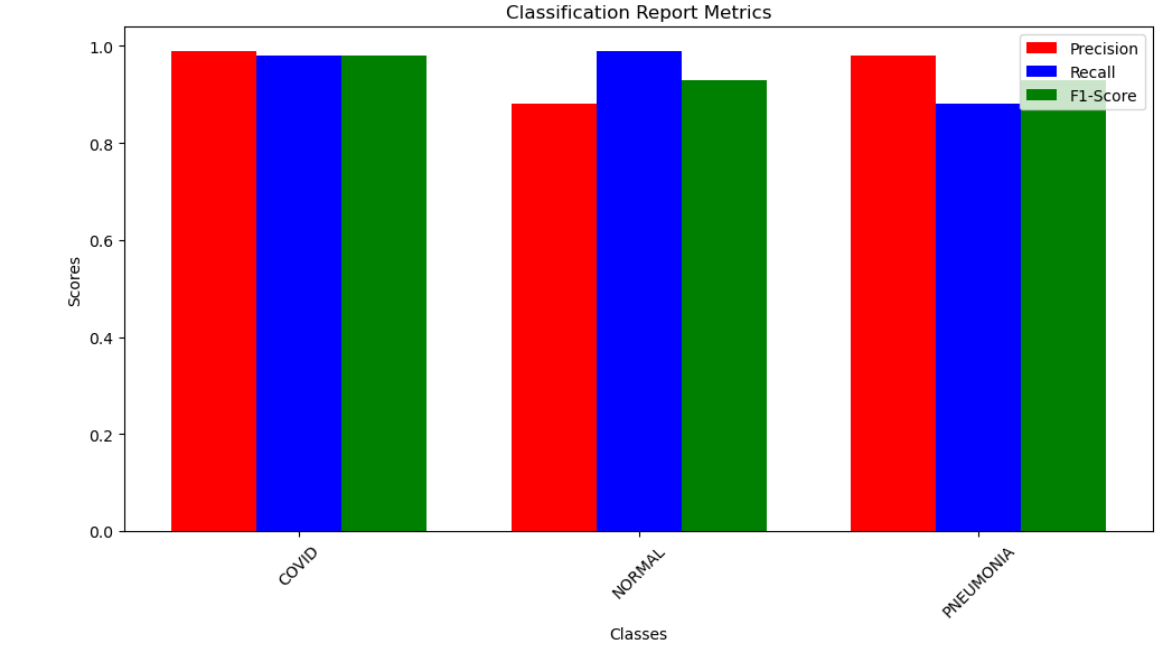 Classification Report Metrics
Precision
Recall
F1-Score
1.0
0.8
0.6
0.4
0.2
0.0
Scores
COVID
NORMAL
PNEUMONIA
Classes